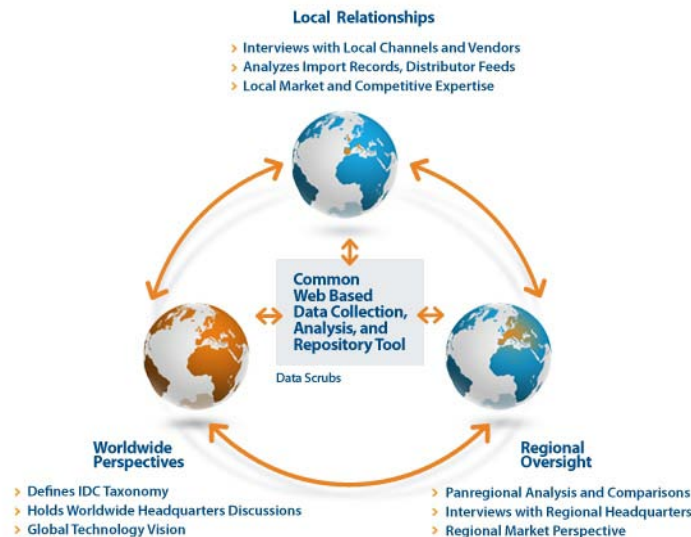 Local Relationships
Interviews with Local Channels and Vendors
Analyzes Import Records, Distributor Feeds
Local Market and Competitive Expertise
Common
Web Based
Data Collection,
Analysis, and
Repository Tool
Data Scrubs
Worldwide
Perspectives
Defines IDC Taxonomy
Holds Worldwide Headquarters Discussions
Global Technology Vision
Regional
Oversight
Panregional Analysis and Comparisons
Interviews with Regional Headquarters
Regional Market Perspective